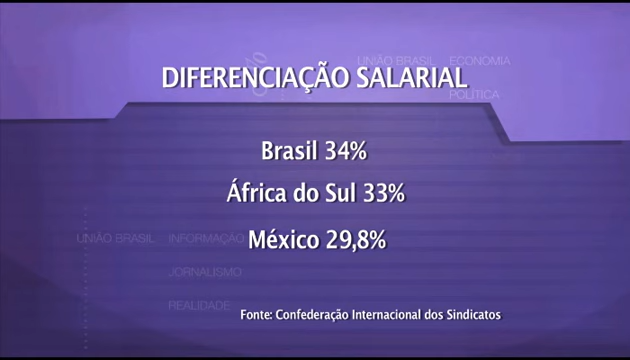 UNIÃO BRASIL ECONOMIA
DIFERENCIAÇÃO SALARIAL
POLÍTICA
Brasil 34%
África do Sul 33%
México 29,8%
UNIÃO BRASIL INFORMAÇÃO
JORNALISMO
REALIDADE
Fonte: Confederação Internacional dos Sindicatos